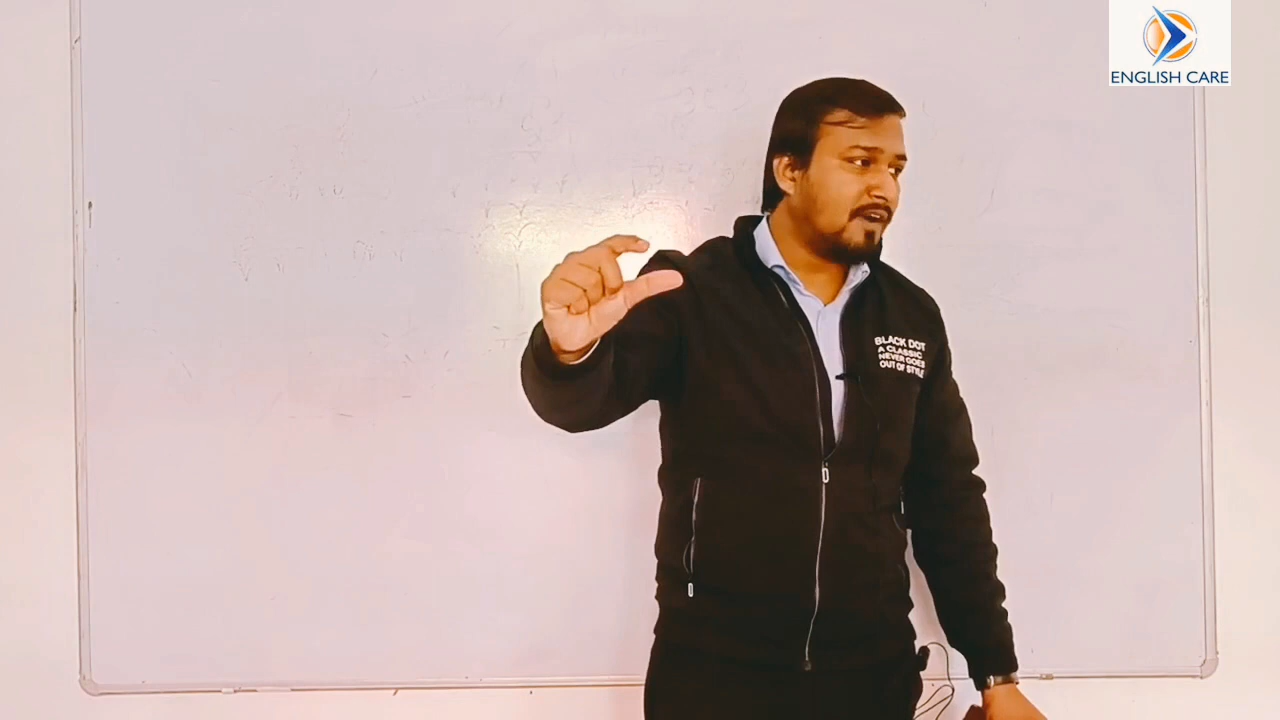 ENGLISH CARE
BLACK DOT
A CLASSIC
NEVER GOES
OUT OF STYLE